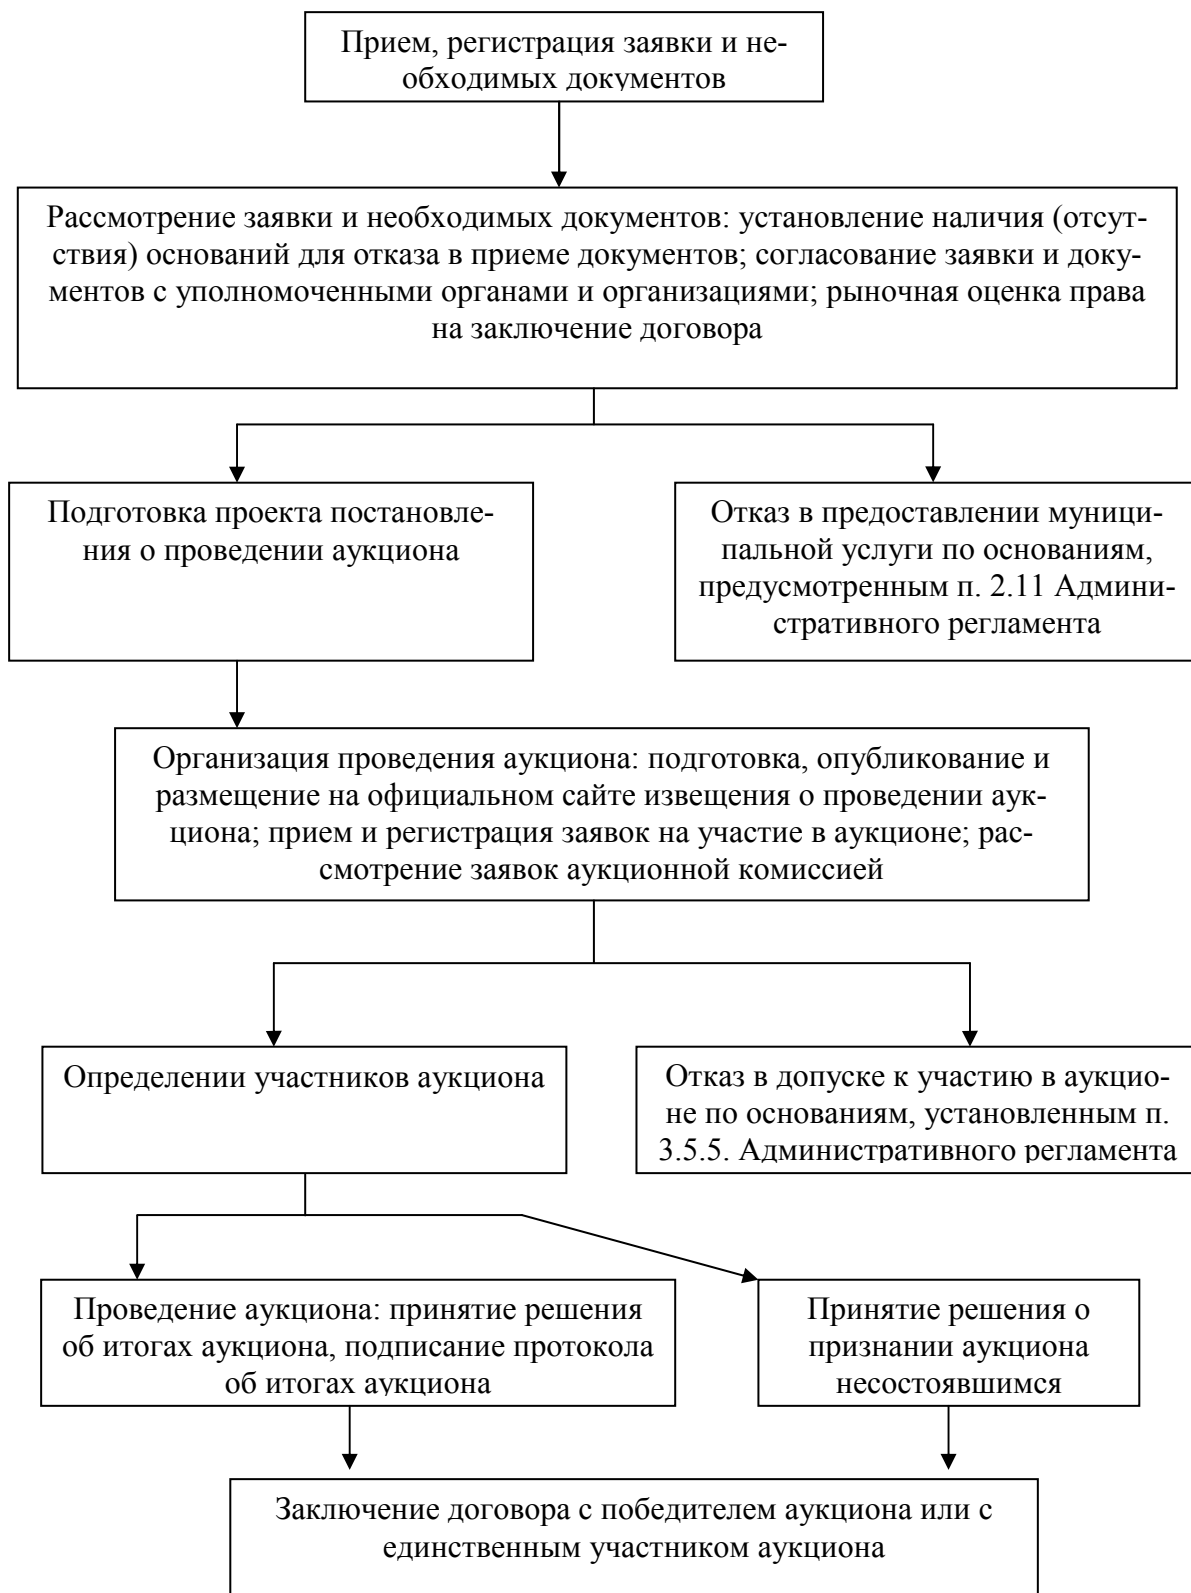 Прием, регистрация заявки и не-
обходимых документов
Рассмотрение заявки и необходимых документов: установление наличия (отсут-
ствия) оснований для отказа в приеме документов; согласование заявки и доку-
ментов с уполномоченными органами и организациями; рыночная оценка права
на заключение договора
Подготовка проекта постановле-
ния о проведении аукциона
Отказ в предоставлении муници-
пальной услуги по основаниям,
предусмотренным п. 2.11 Админи-
стративного регламента
Организация проведения аукциона: подготовка, опубликование и
размещение на официальном сайте извещения о проведении аук-
циона; прием и регистрация заявок на участие в аукционе; рас-
смотрение заявок аукционной комиссией
Определении участников аукциона
Отказ в допуске к участию в аукцио-
не по основаниям, установленным п.
3.5.5. Административного регламента
Проведение аукциона: принятие решения
об итогах аукциона, подписание протокола
об итогах аукциона
Принятие решения о
признании аукциона
несостоявшимся
Заключение договора с победителем аукциона или с
единственным участником аукциона